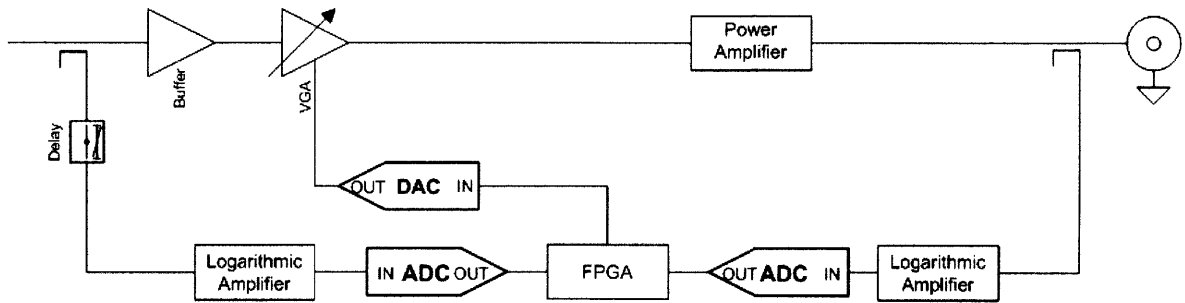 Power
Amplifier
Buffer
VGA
Delay
OUT DAC IN
Logarithmic
Amplifier
IN ADC OUT
FPGA
OUT ADC IN
Logarithmic
Amplifier